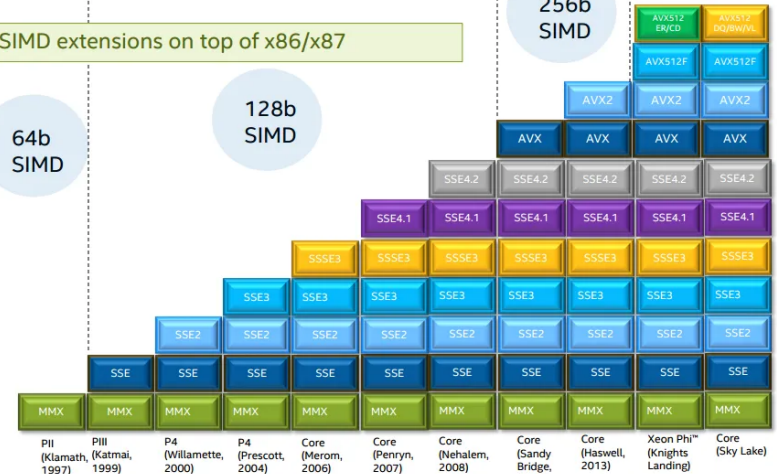 256b
SIMD
SIMD extensions on top of x86/x87
128b
SIMD
64b
SIMD
AVX512
ER/CD
AVX512
DQ/BW/VL
AVX512F AVX512F
AVX2 AVX2 AVX2
AVX AVX AVX AVX
SSE4.2 SSE4.2 SSE4.2 SSE4.2 SSE4.2
SSE4.1 SSE4.1 SSE4.1 SSE4.1 SSE4.1 SSE4.1
SSSE3 SSSE3 SSSE3 SSSE3 SSSE3 SSSE3 SSSE3
SSE3 SSE3 SSE3 SSE3 SSE3 SSE3 SSE3 SSE3
SSE2 SSE2 SSE2 SSE2 SSE2 SSE2 SSE2 SSE2 SSE2
SSE SSE SSE SSE SSE SSE SSE SSE SSE SSE
MMX MMX MMX MMX MMX MMX MMX MMX MMX MMX MMX
PII
(Klamath,
1997)
PIII
(Katmai,
1999)
P4
(Willamette,
2000)
P4
(Prescott,
2004)
Core
(Merom,
2006)
Core
(Penryn,
2007)
Core
(Nehalem,
2008)
Core
(Sandy
Bridge,
Core
(Haswell,
2013)
Xeon Phi™
(Knights
Landing)
Core
(Sky Lake)